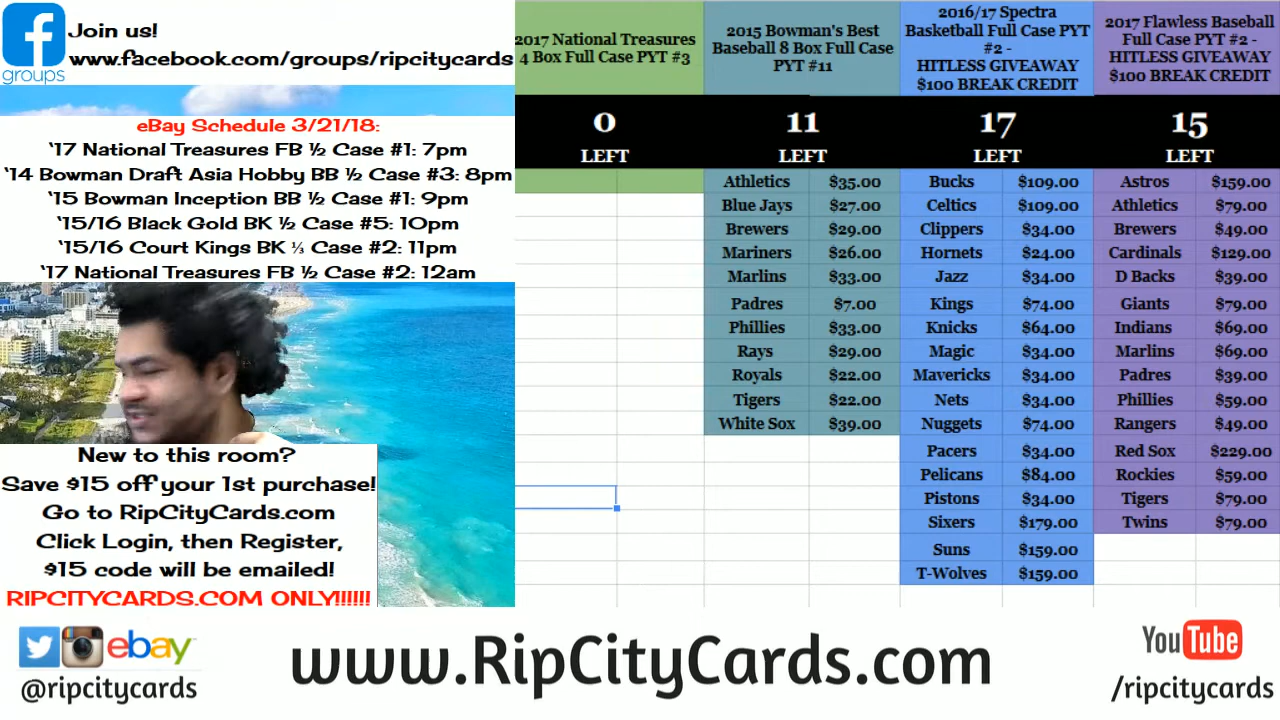 groups
Join us!
www.facebook.com/groups/ripcitycards
eBay Schedule 3/21/18:
'17 National Treasures FB ½ Case #1: 7pm
'14 Bowman Draft Asia Hobby BB ½ Case #3: 8pm
'15 Bowman Inception BB ½ Case #1: 9pm
'15/16 Black Gold BK ½ Case #5: 10pm
'15/16 Court Kings BK ⅓ Case #2: 11pm
'17 National Treasures FB ½ Case #2: 12am
New to this room?
Save $15 off your 1st purchase!
Go to RipCityCards.com
Click Login, then Register,
$15 code will be emailed!
RIPCITYCARDS.COM ONLY!!!!!!
2017 National Treasures
4 Box Full Case PYT #3
0
LEFT
2015 Bowman's Best
Baseball 8 Box Full Case
PYT #11
11
LEFT
Athletics $35.00
Blue Jays $27.00
Brewers $29.00
Mariners $26.00
Marlins $33.00
Padres $7.00
Phillies $33.00
Rays $29.00
Royals $22.00
Tigers $22.00
White Sox $39.00
2016/17 Spectra
Basketball Full Case PYT
#2 -
HITLESS GIVEAWAY
$100 BREAK CREDIT
17
LEFT
Bucks $109.00
Celtics $109.00
Clippers $34.00
Hornets $24.00
Jazz $34.00
Kings $74.00
Knicks $64.00
Magic $34.00
Mavericks $34.00
Nets $34.00
Nuggets $74.00
Pacers $34.00
Pelicans $84.00
Pistons $34.00
Sixers $179.00
Suns $159.00
T-Wolves $159.00
2017 Flawless Baseball
Full Case PYT #2 -
HITLESS GIVEAWAY
$100 BREAK CREDIT
15
LEFT
Astros $159.00
Athletics $79.00
Brewers $49.00
Cardinals $129.00
D Backs $39.00
Giants $79.00
Indians $69.00
Marlins $69.00
Padres $39.00
Phillies $59.00
Rangers $49.00
Red Sox $229.00
Rockies $59.00
Tigers $79.00
Twins $79.00
ebay
@ripcitycards
www.RipCityCards.com
YouTube
/ripcitycards